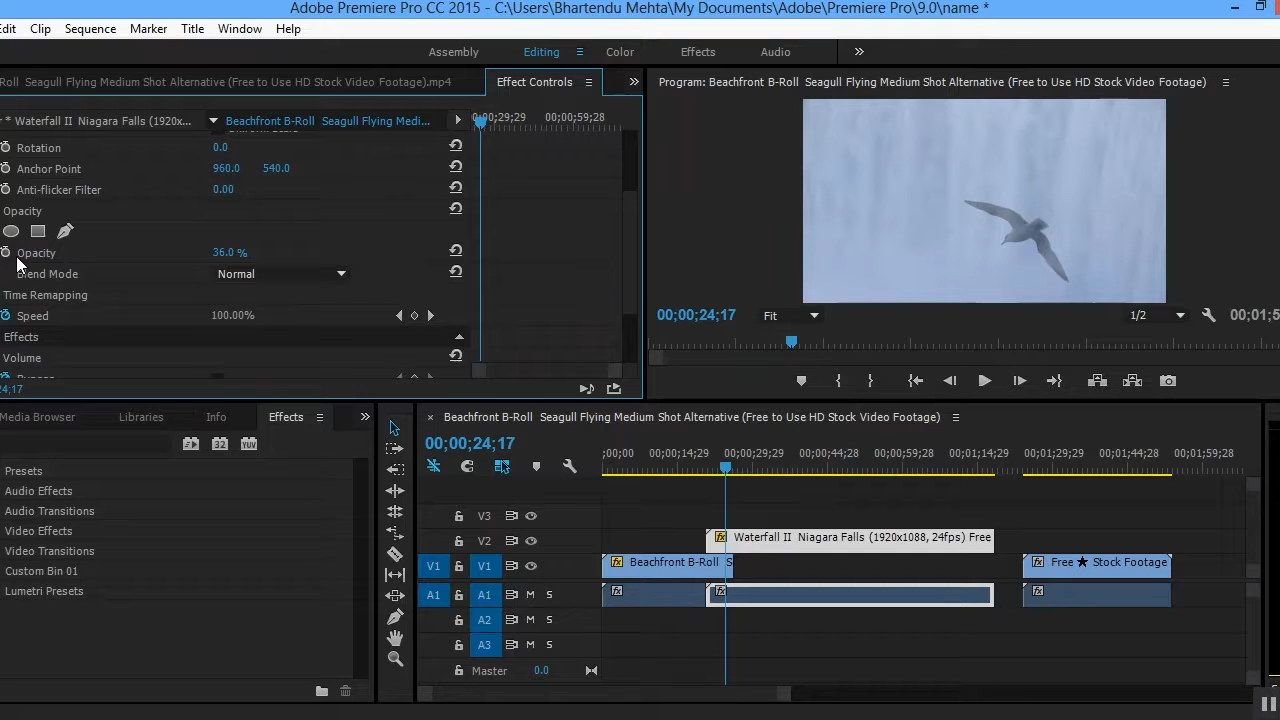 Adobe Premiere Pro CC 2015 - C:\Users\Bhartendu Mehta\My Documents\Adobe\Premiere Pro\9.0\name *
Edit Clip Sequence Marker Title Window Help
Assembly Editing Color Effects Audio
Roll Seagull Flying Medium Shot Alternative (Free to Use HD Stock Video Footage).mp4
Effect Controls
Program: Beachfront B-Roll Seagull Flying Medium Shot Alternative (Free to Use HD Stock Video Footage)
r * Waterfall II Niagara Falls (1920x...
Beachfront B-Roll Seagull Flying Medi...
0;00;29;29 00;00;59;28
Rotation 0.0
Anchor Point 960.0 540.0
Anti-flicker Filter 0.00
Opacity
Opacity 36.0 %
Blend Mode Normal
Time Remapping
Speed 100.00%
Effects
Volume
24;17
00;00;24;17 Fit 1/2 00;01;5
Media Browser Libraries Info Effects
32 YUV
Presets
Audio Effects
Audio Transitions
Video Effects
Video Transitions
Custom Bin 01
Lumetri Presets
× Beachfront B-Roll Seagull Flying Medium Shot Alternative (Free to Use HD Stock Video Footage)
00;00;24;17
;00;00 00;00;14;29 00;00;29;29 00;00;44;28 00;00;59;28 00;01;14;29 00;01;29;29 00;01;44;28 00;01;59;28
V3
V2 fx Waterfall II Niagara Falls (1920x1088, 24fps) Free
V1 V1 fx Beachfront B-Roll S fx Free ★ Stock Footage
A1 A1 M S fx fx fx
A2 M S
A3 M S
Master 0.0